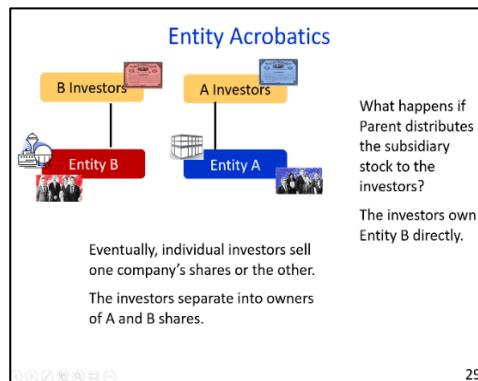 Entity Acrobatics
B Investors
A Investors
Entity B
Entity A
What happens if
Parent distributes
the subsidiary
stock to the
investors?
The investors own
Entity B directly.
Eventually, individual investors sell
one company's shares or the other.
The investors separate into owners
of A and B shares.
29